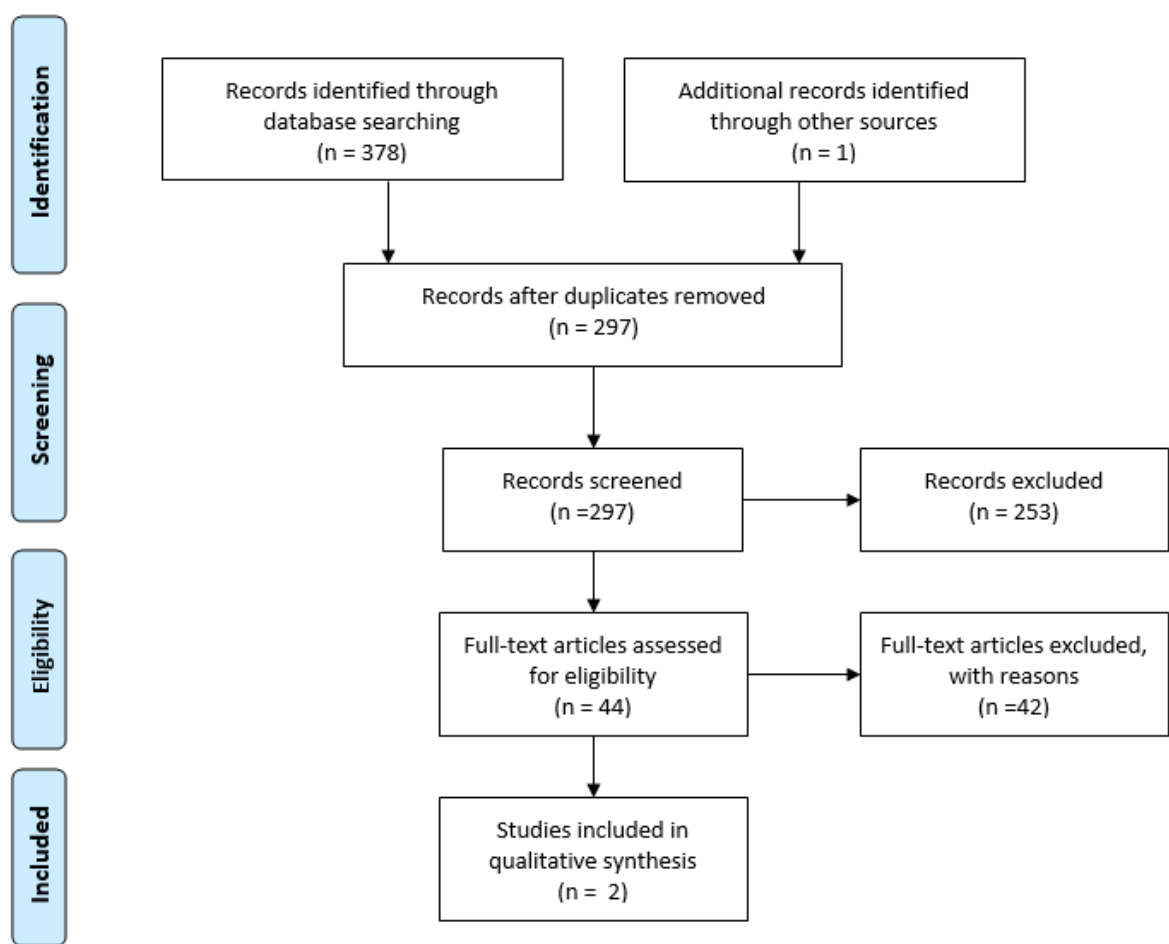 Identification
Records identified through
database searching
(n = 378)
Additional records identified
through other sources
(n = 1)
Records after duplicates removed
(n = 297)
Screening
Records screened
(n =297)
Records excluded
(n = 253)
Eligibility
Full-text articles assessed
for eligibility
(n = 44)
Full-text articles excluded,
with reasons
(n =42)
Included
Studies included in
qualitative synthesis
(n =  2)